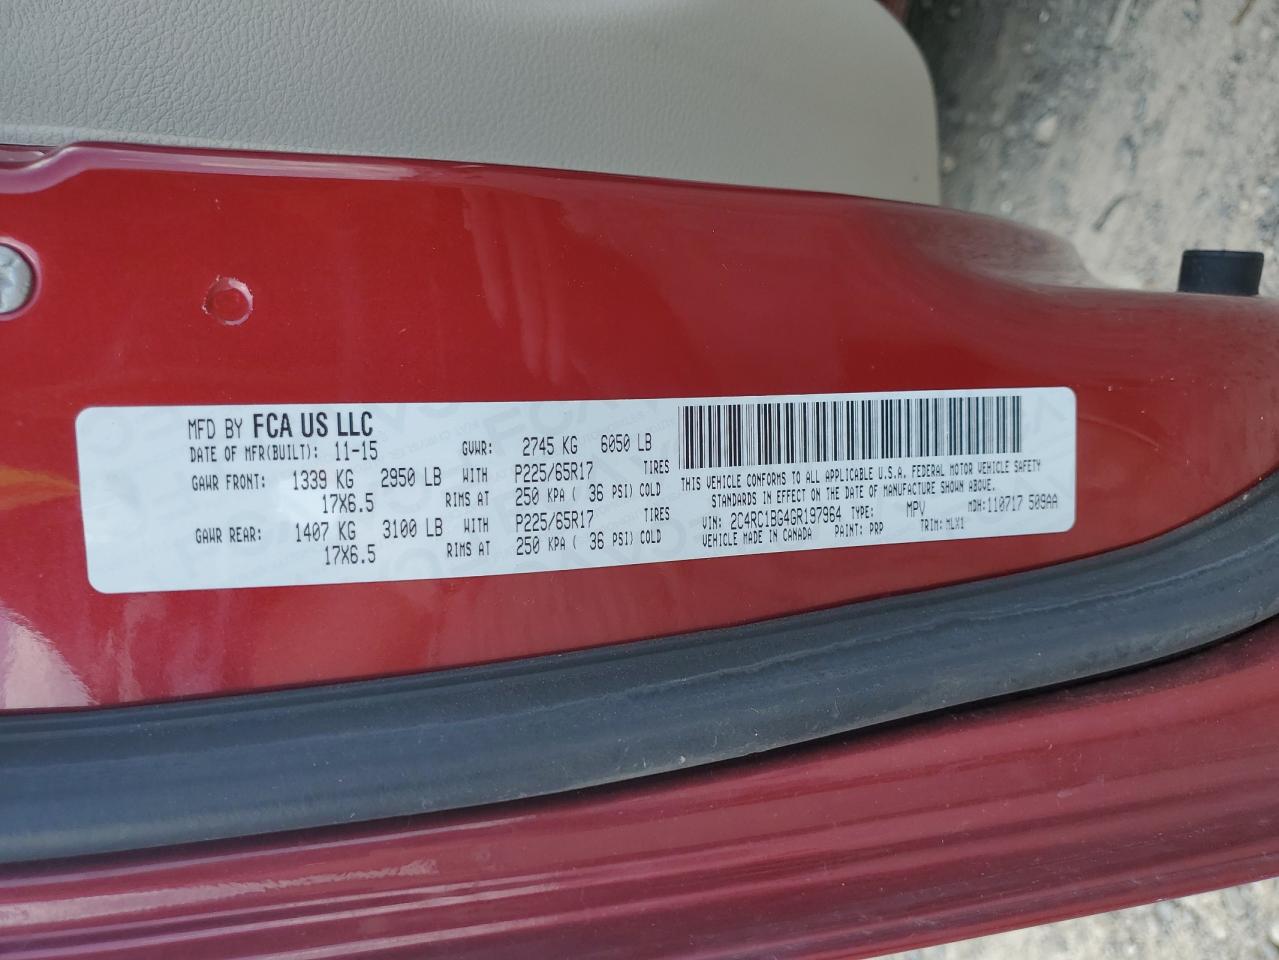 MFD BY FCA US LLC
DATE OF MFR(BUILT): 11-15 GVWR: 2745 KG 6050 LB
GAWR FRONT: 1339 KG 2950 LB WITH P225/65R17 TIRES
17X6.5 RIMS AT 250 KPA ( 36 PSI) COLD
GAWR REAR: 1407 KG 3100 LB WITH P225/65R17 TIRES
17X6.5 RIMS AT 250 KPA ( 36 PSI) COLD
THIS VEHICLE CONFORMS TO ALL APPLICABLE U.S.A. FEDERAL MOTOR VEHICLE SAFETY
STANDARDS IN EFFECT ON THE DATE OF MANUFACTURE SHOWN ABOVE.
VIN: 2C4RC1BG4GR197964 TYPE: MPV MDH: 110717 509AA
VEHICLE MADE IN CANADA PAINT: PRP TRIM: MLX1